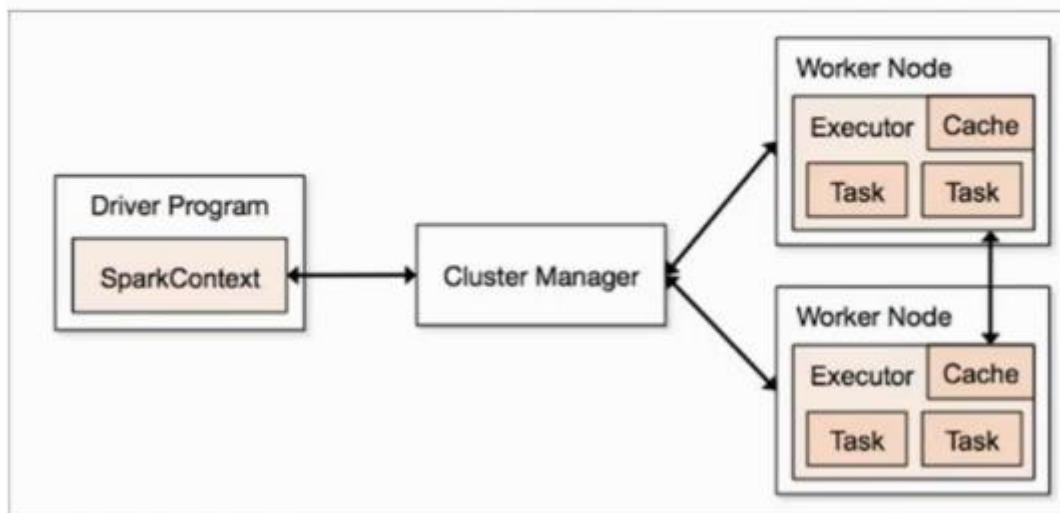 Driver Program
SparkContext
Cluster Manager
Worker Node
Executor
Cache
Task
Task
Worker Node
Executor
Cache
Task
Task